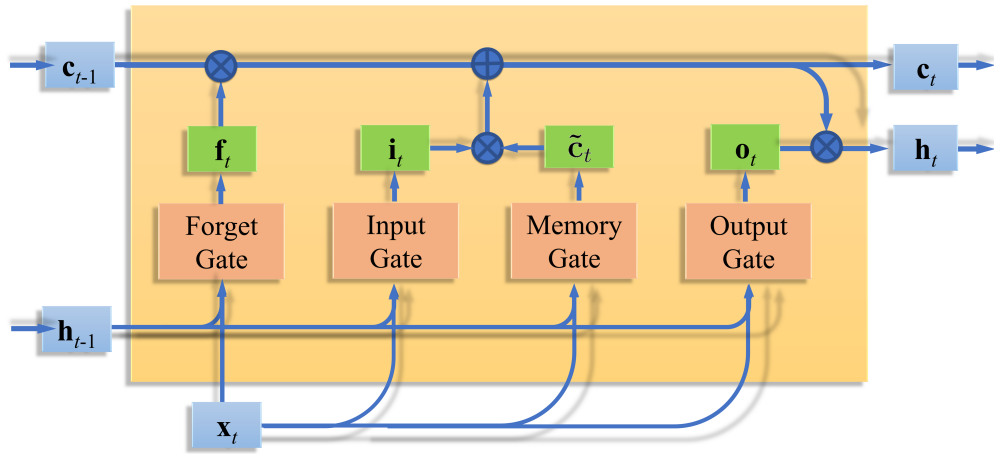 c_{t-1}
c_t
f_t
i_t
c̃_t
o_t
h_t
Forget
Gate
Input
Gate
Memory
Gate
Output
Gate
h_{t-1}
x_t